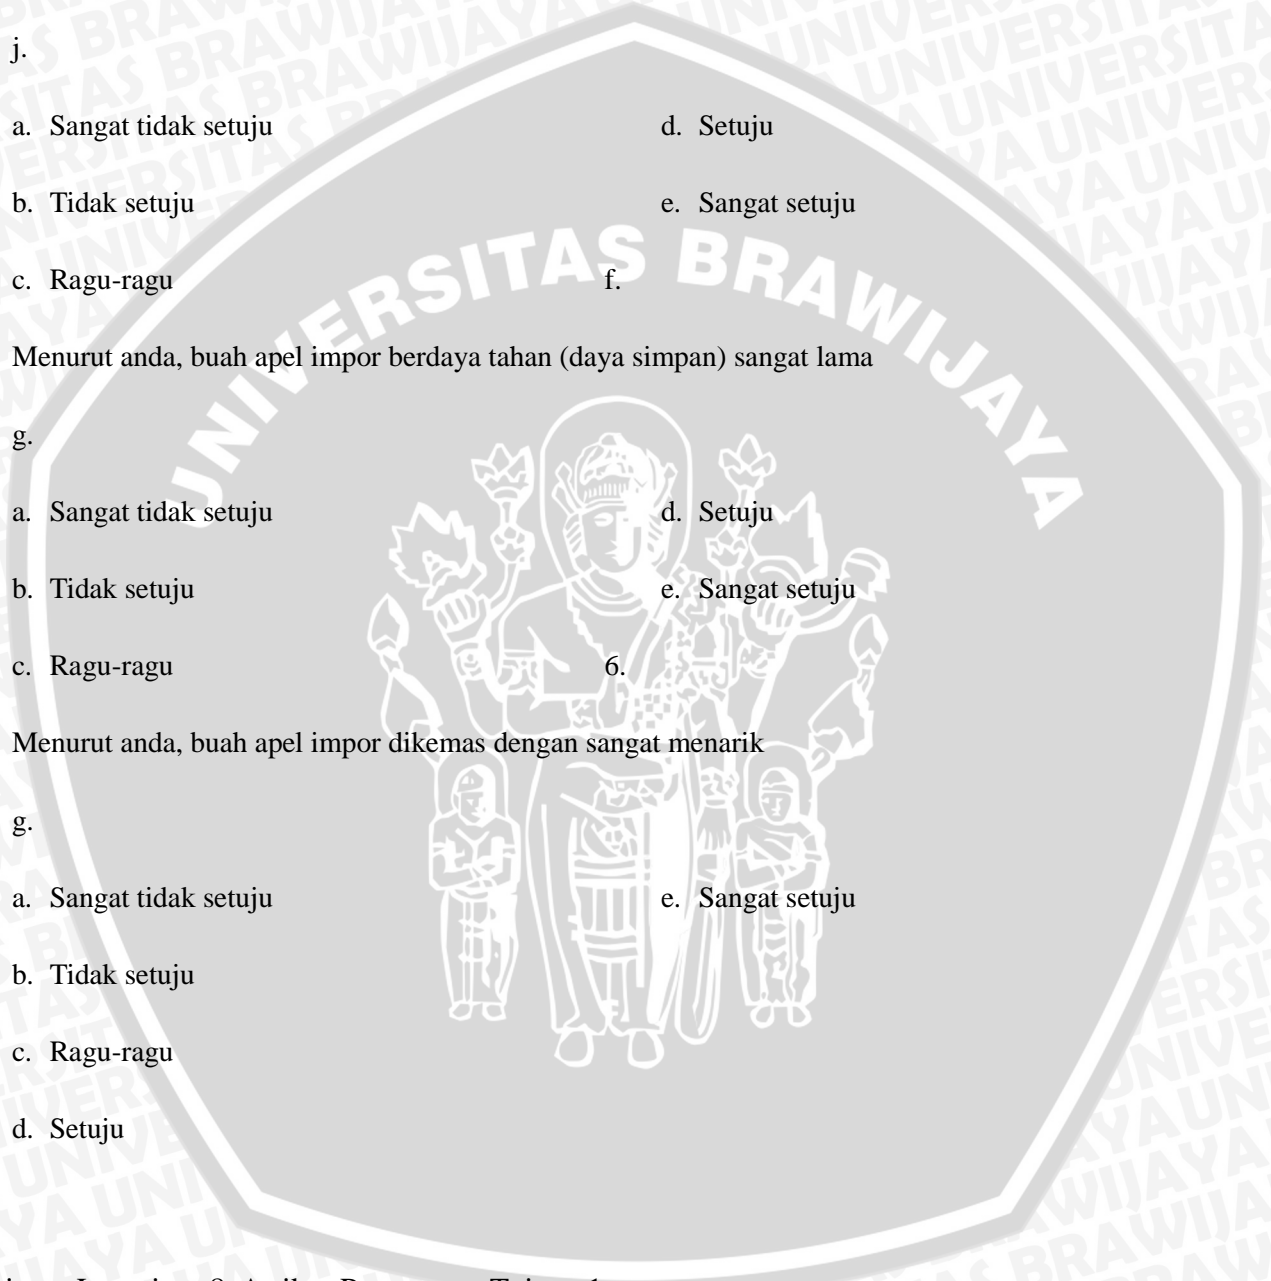 j.
a. Sangat tidak setuju
b. Tidak setuju
c. Ragu-ragu
d. Setuju
e. Sangat setuju
f.
Menurut anda, buah apel impor berdaya tahan (daya simpan) sangat lama
g.
a. Sangat tidak setuju
b. Tidak setuju
c. Ragu-ragu
d. Setuju
e. Sangat setuju
6.
Menurut anda, buah apel impor dikemas dengan sangat menarik
g.
a. Sangat tidak setuju
b. Tidak setuju
c. Ragu-ragu
d. Setuju
e. Sangat setuju
UNIVERSITAS BRAWIJAYA